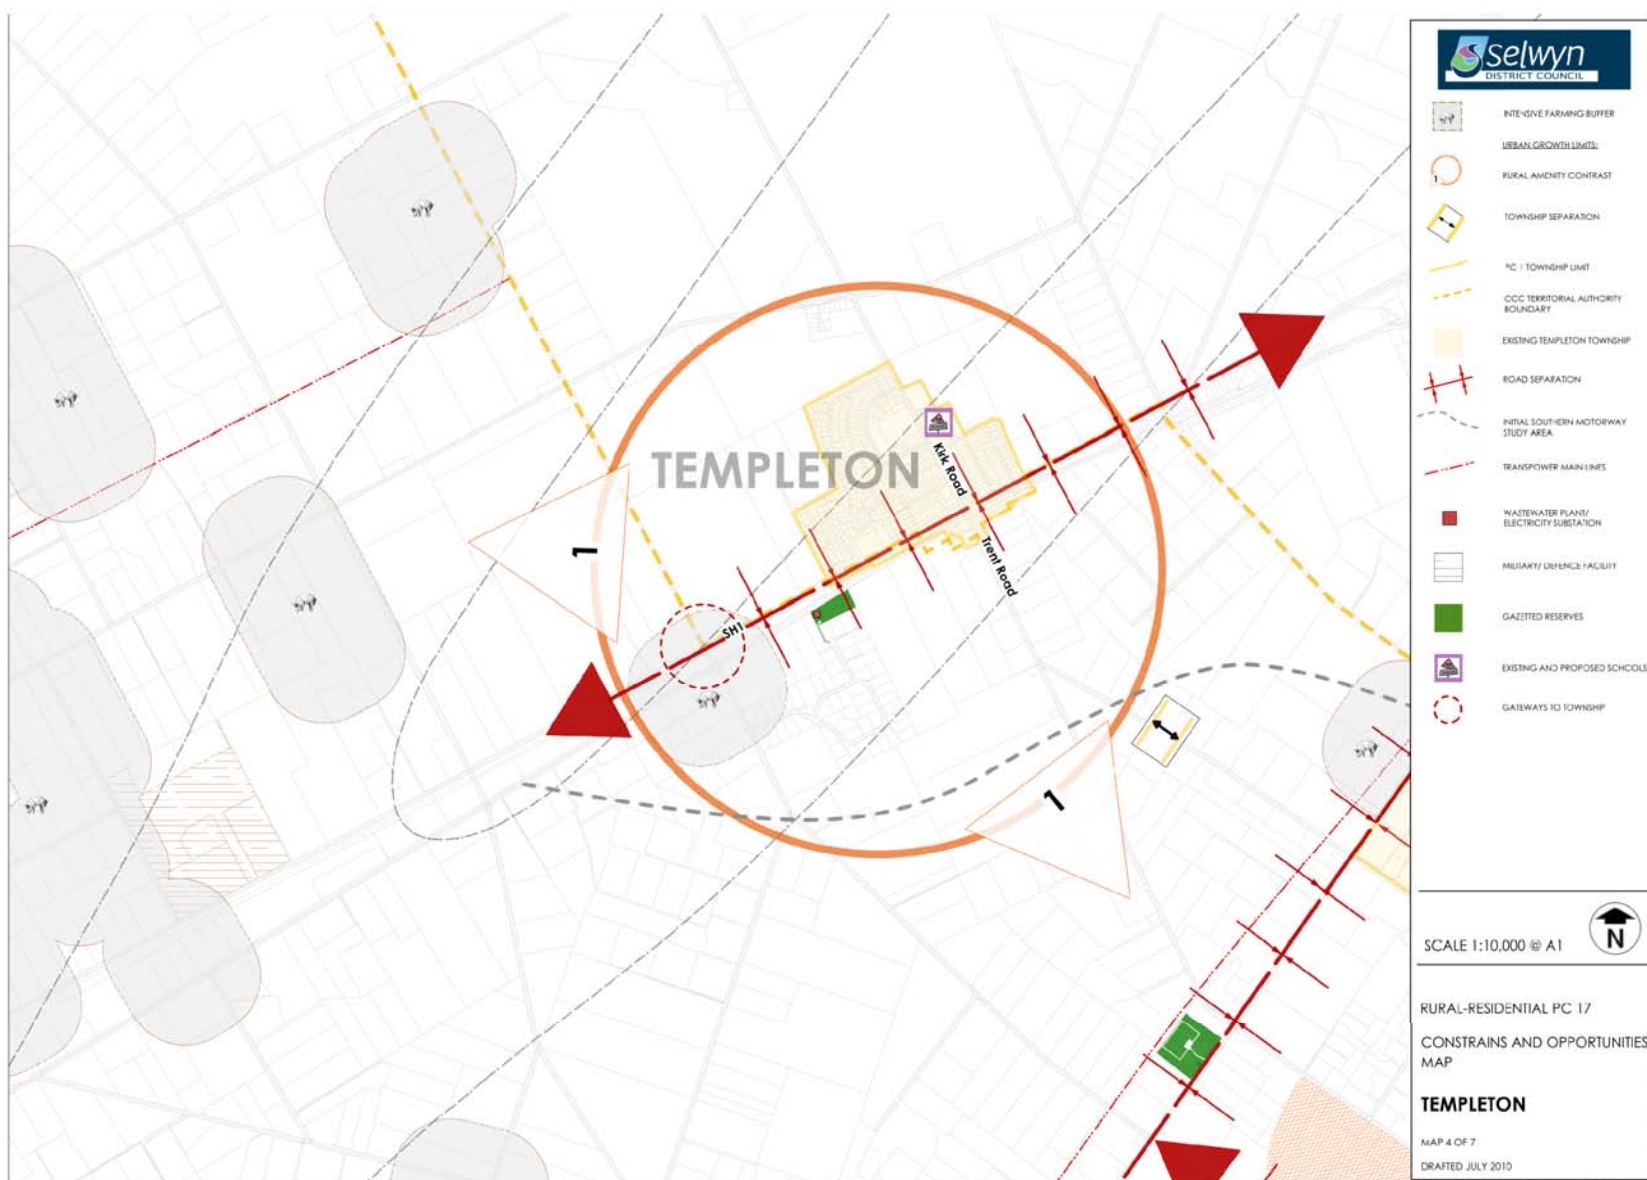 TEMPLETON
Kirk Road
Trent Road
SH1
1
1
selwyn
DISTRICT COUNCIL
INTENSIVE FARMING BUFFER
URBAN GROWTH LIMITS:
1
RURAL AMENITY CONTRAST
TOWNSHIP SEPARATION
PC 1 TOWNSHIP LIMIT
CCC TERRITORIAL AUTHORITY
BOUNDARY
EXISTING TEMPLETON TOWNSHIP
ROAD SEPARATION
INITIAL SOUTHERN MOTORWAY
STUDY AREA
TRANSPOWER MAIN LINES
WASTEWATER PLANT/
ELECTRICITY SUBSTATION
MILITARY/ DEFENCE FACILITY
GAZETTED RESERVES
EXISTING AND PROPOSED SCHOOLS
GATEWAYS TO TOWNSHIP
SCALE 1:10,000 @ A1
N
RURAL-RESIDENTIAL PC 17
CONSTRAINS AND OPPORTUNITIES
MAP
TEMPLETON
MAP 4 OF 7
DRAFTED JULY 2010